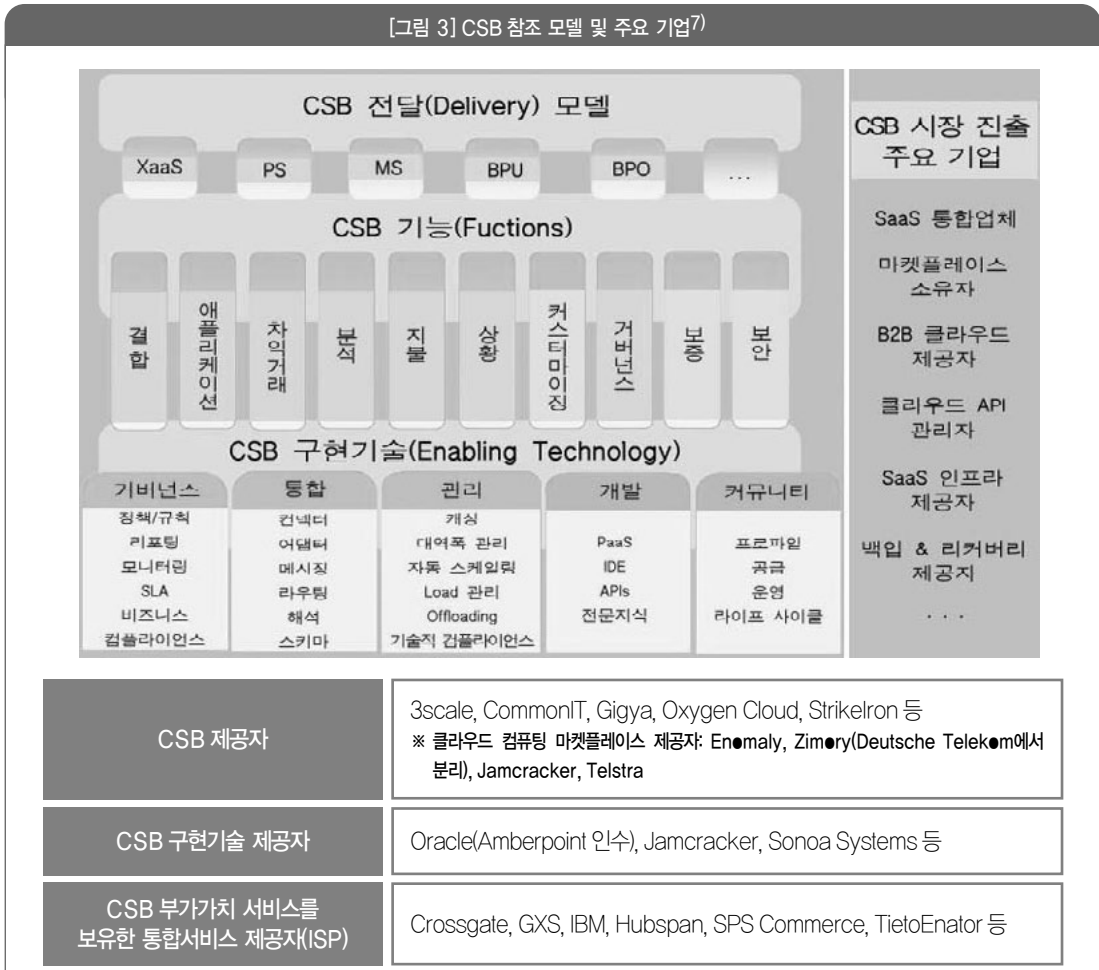 [그림 3] CSB 참조 모델 및 주요 기업7)
CSB 전달(Delivery) 모델
XaaS PS MS BPU BPO ...
CSB 기능(Fuctions)
결합
애플리케이션
차익거래
분석
지불
상황
커스터마이징
거버넌스
보증
보안
CSB 구현기술(Enabling Technology)
기비넌스
정책/규칙
리포팅
모니터링
SLA
비즈니스
컴플라이언스
통합
컨넥터
어댑터
메시징
라우팅
해석
스키마
관리
캐싱
대역폭 관리
자동 스케일링
Load 관리
Offloading
기술적 컴플라이언스
개발
PaaS
IDE
APIs
전문지식
커뮤니티
프로파일
공급
운영
라이프 사이클
CSB 시장 진출
주요 기업
SaaS 통합업체
마켓플레이스
소유자
B2B 클라우드
제공자
클리우드 API
관리자
SaaS 인프라
제공자
백입 & 리커버리
제공지
...
CSB 제공자
3scale, CommonIT, Gigya, Oxygen Cloud, StrikeIron 등
※ 클라우드 컴퓨팅 마켓플레이스 제공자: En●maly, Zim●ry(Deutsche Telek●m에서
분리), Jamcracker, Telstra
CSB 구현기술 제공자
Oracle(Amberpoint 인수), Jamcracker, Sonoa Systems 등
CSB 부가가치 서비스를
보유한 통합서비스 제공자(ISP)
Crossgate, GXS, IBM, Hubspan, SPS Commerce, TietoEnator 등